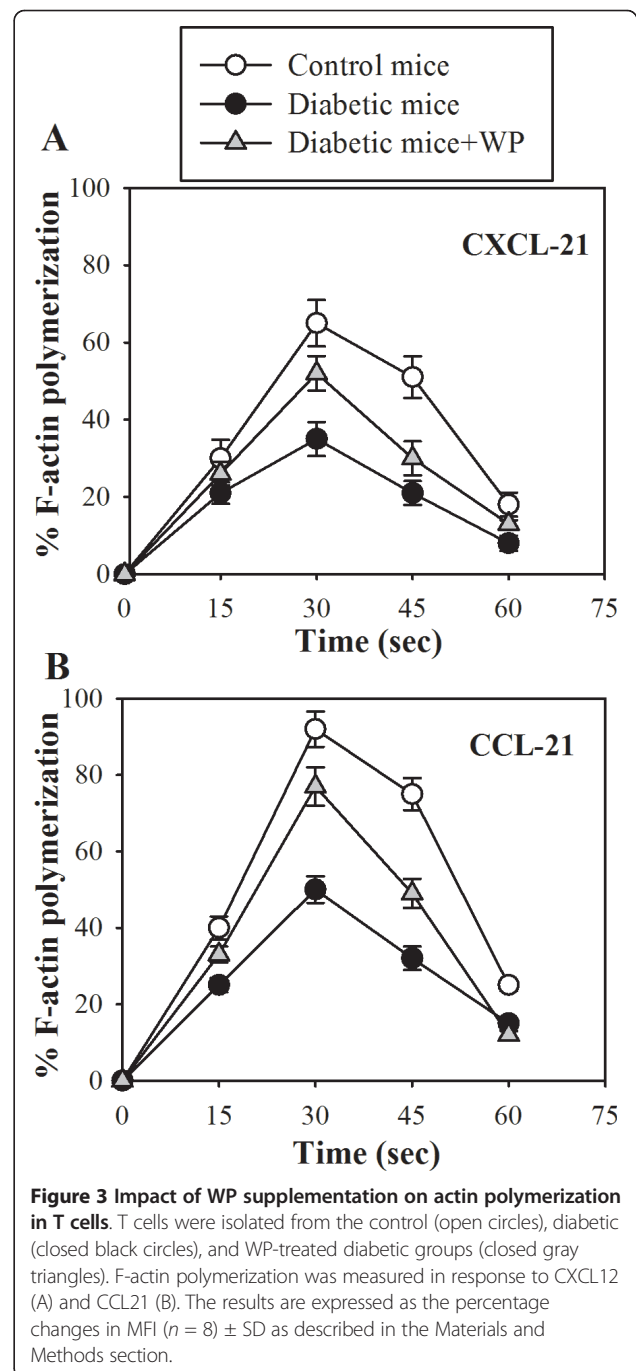 Control mice
Diabetic mice
Diabetic mice+WP
A
CXCL-21
% F-actin polymerization
100
80
60
40
20
0
0 15 30 45 60 75
Time (sec)
B
CCL-21
% F-actin polymerization
100
80
60
40
20
0
0 15 30 45 60 75
Time (sec)
Figure 3 Impact of WP supplementation on actin polymerization
in T cells. T cells were isolated from the control (open circles), diabetic
(closed black circles), and WP-treated diabetic groups (closed gray
triangles). F-actin polymerization was measured in response to CXCL12
(A) and CCL21 (B). The results are expressed as the percentage
changes in MFI (n = 8) ± SD as described in the Materials and
Methods section.